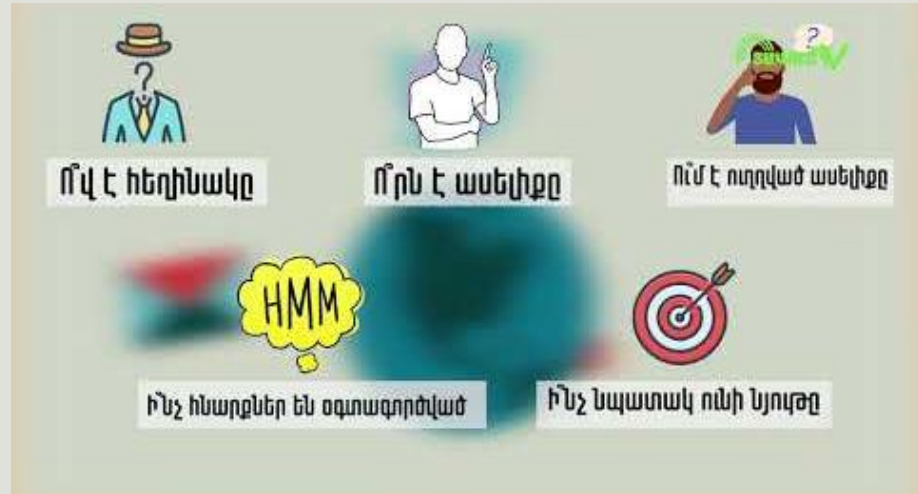 ?
?
Ո՞վ է հեղինակը
Ո՞րն է ասելիքը
Ու՞մ է ուղղված ասելիքը
HMM
Ի՞նչ հնարքներ են օգտագործված
Ի՞նչ նպատակ ունի նյութը